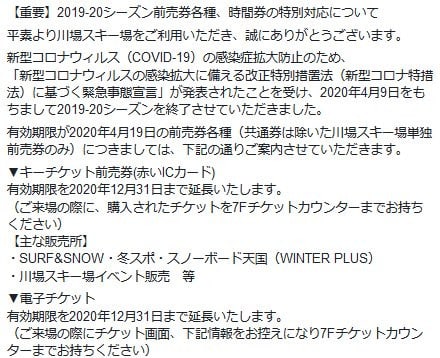 【重要】2019-20シーズン前売券各種、時間券の特別対応について
平素より川場スキー場をご利用いただき、誠にありがとうございます。
新型コロナウィルス（COVID-19）の感染症拡大防止のため、
「新型コロナウィルスの感染拡大に備える改正特別措置法（新型コロナ特措
法）に基づく緊急事態宣言」が発表されたことを受け、2020年4月9日をも
ちまして2019-20シーズンを終了させていただきました。
有効期限が2020年4月19日の前売券各種（共通券は除いた川場スキー場単独
前売券のみ）につきましては、下記の通りご案内させていただきます。
▼キーチケット前売券(赤いICカード)
有効期限を2020年12月31日まで延長いたします。
（ご来場の際に、購入されたチケットを7Fチケットカウンターまでお持ち
ください）
【主な販売所】
・SURF&SNOW・冬スポ・スノーボード天国（WINTER PLUS）
・川場スキー場イベント販売　等
▼電子チケット
有効期限を2020年12月31日まで延長いたします。
（ご来場の際にチケット画面、下記情報をお控えになり7Fチケットカウン
ターまでお持ちください）